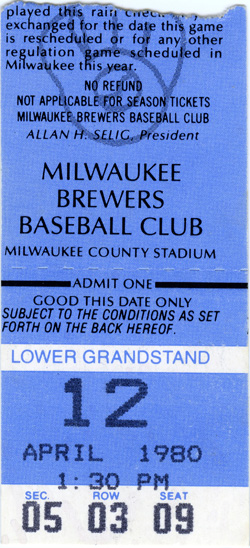 played this rain check
exchanged for the date this game
is rescheduled or for any other
regulation game scheduled in
Milwaukee this year.
NO REFUND
NOT APPLICABLE FOR SEASON TICKETS
MILWAUKEE BREWERS BASEBALL CLUB
ALLAN H. SELIG, President
MILWAUKEE
BREWERS
BASEBALL CLUB
MILWAUKEE COUNTY STADIUM
ADMIT ONE
GOOD THIS DATE ONLY
SUBJECT TO THE CONDITIONS AS SET
FORTH ON THE BACK HEREOF.
LOWER GRANDSTAND
12
APRIL 1980
1:30 PM
SEC. ROW SEAT
05 03 09